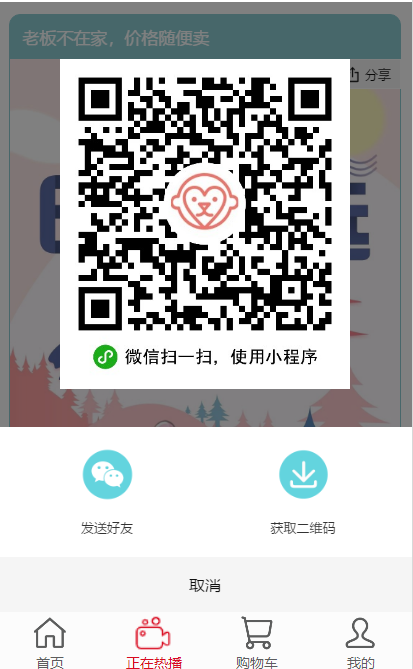 老板不在家，价格随便卖
分享
微信扫一扫，使用小程序
发送好友
获取二维码
取消
首页
正在热播
购物车
我的